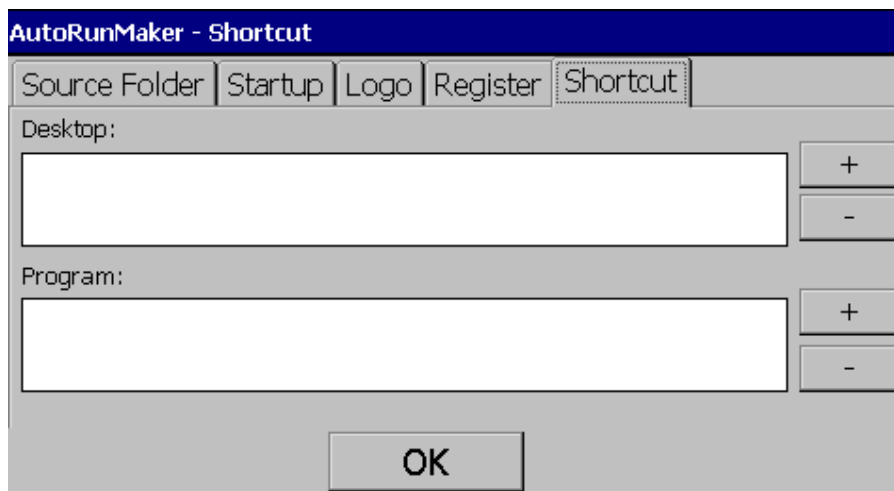 AutoRunMaker - Shortcut
Source Folder Startup Logo Register Shortcut
Desktop:
+
-
Program:
+
-
OK